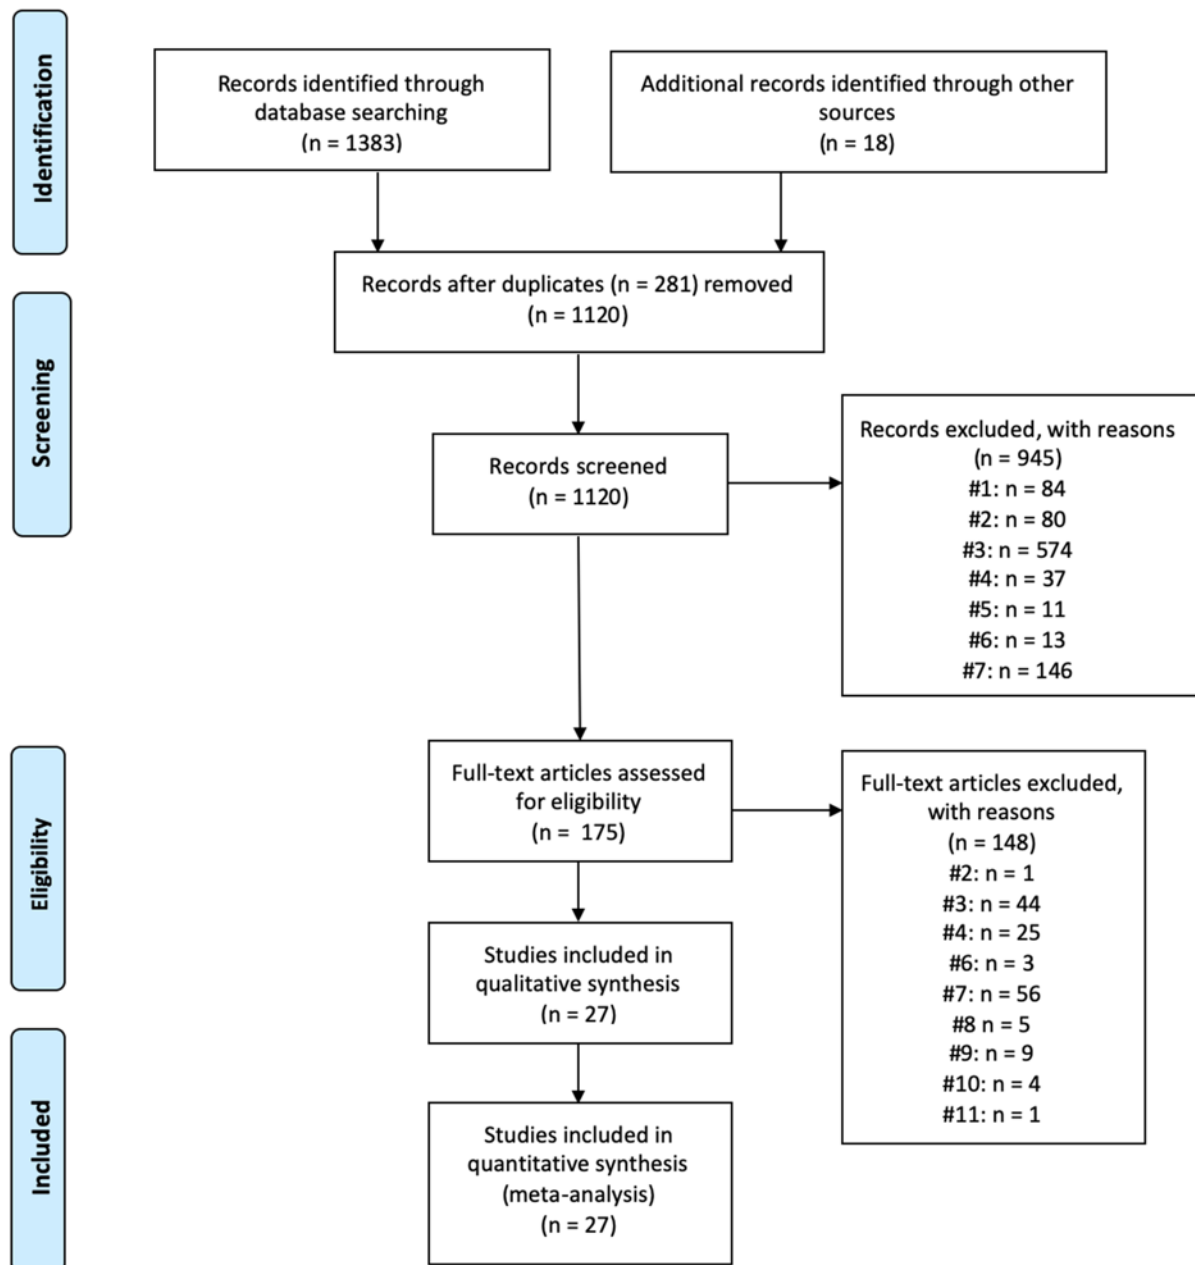 Identification
Records identified through
database searching
(n = 1383)
Additional records identified through other
sources
(n = 18)
Records after duplicates (n = 281) removed
(n = 1120)
Screening
Records screened
(n = 1120)
Records excluded, with reasons
(n = 945)
#1: n = 84
#2: n = 80
#3: n = 574
#4: n = 37
#5: n = 11
#6: n = 13
#7: n = 146
Eligibility
Full-text articles assessed
for eligibility
(n =  175)
Full-text articles excluded,
with reasons
(n = 148)
#2: n = 1
#3: n = 44
#4: n = 25
#6: n = 3
#7: n = 56
#8 n = 5
#9: n = 9
#10: n = 4
#11: n = 1
Studies included in
qualitative synthesis
(n = 27)
Included
Studies included in
quantitative synthesis
(meta-analysis)
(n = 27)